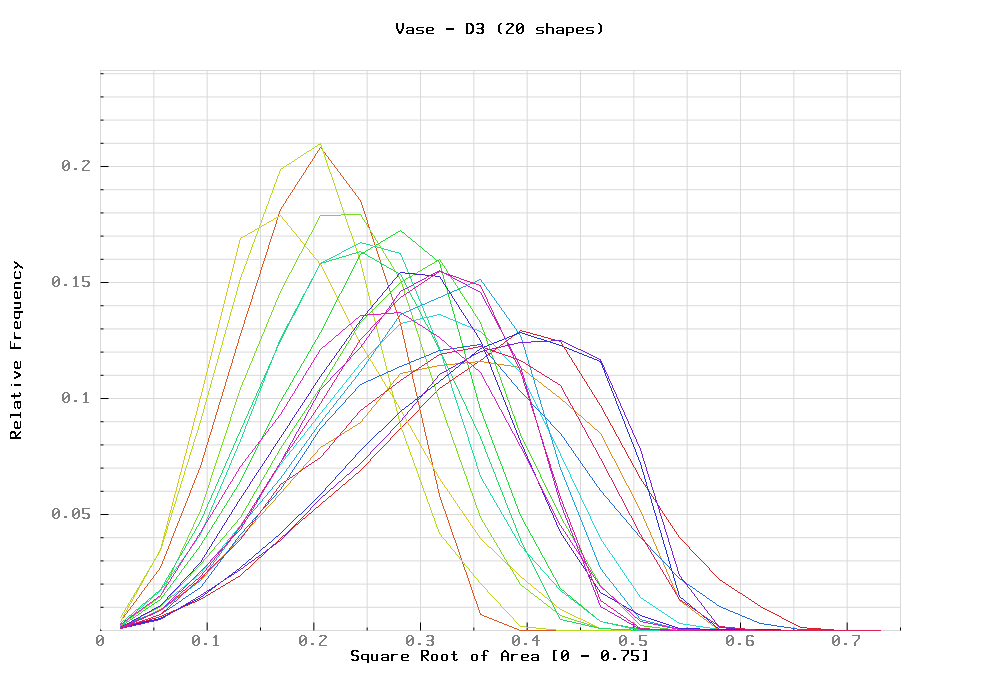 Vase - D3 (20 shapes)
Relative Frequency
0.2
0.15
0.1
0.05
0 0.1 0.2 0.3 0.4 0.5 0.6 0.7
Square Root of Area [0 - 0.75]